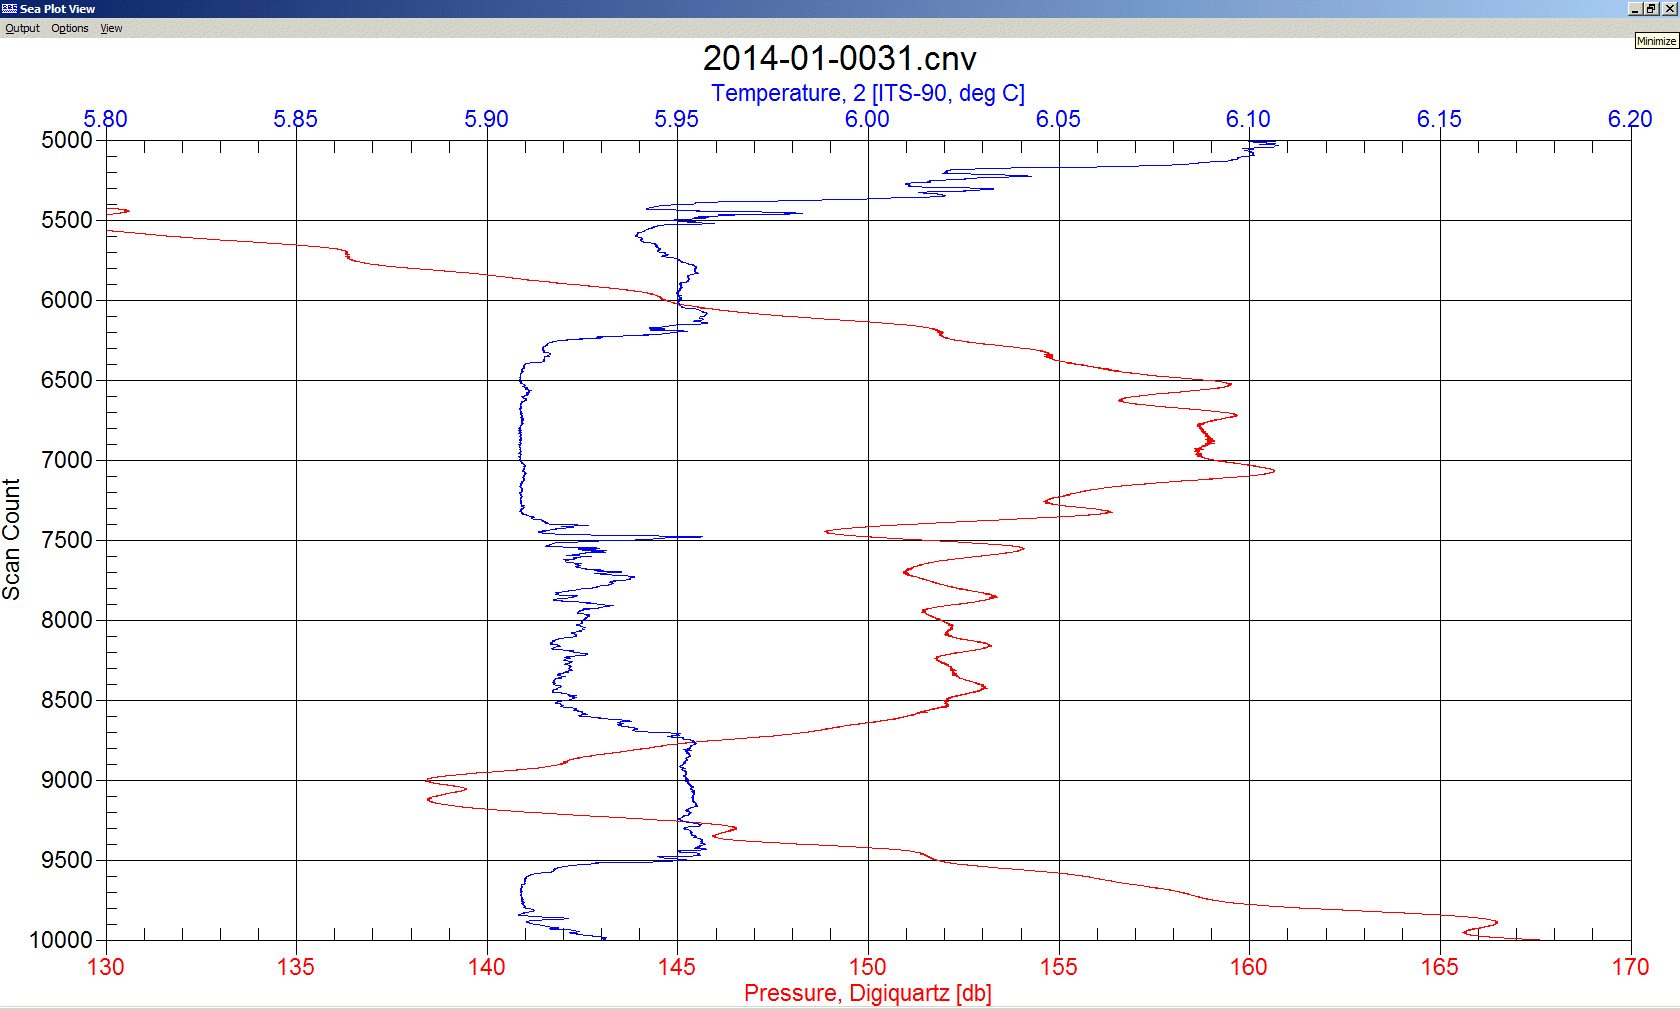 Sea Plot View
Output Options View
Minimize
2014-01-0031.cnv
Temperature, 2 [ITS-90, deg C]
5.80 5.85 5.90 5.95 6.00 6.05 6.10 6.15 6.20
5000
5500
6000
6500
7000
7500
8000
8500
9000
9500
10000
Scan Count
130 135 140 145 150 155 160 165 170
Pressure, Digiquartz [db]